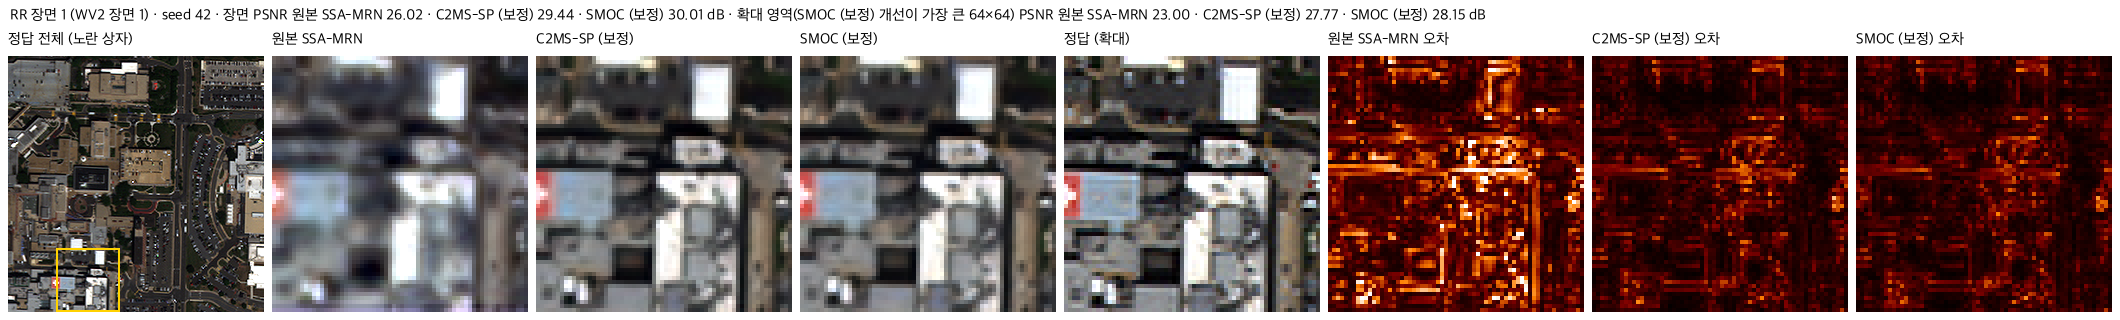 RR 장면 1 (WV2 장면 1) · seed 42 · 장면 PSNR 원본 SSA-MRN 26.02 · C2MS-SP (보정) 29.44 · SMOC (보정) 30.01 dB · 확대 영역(SMOC (보정) 개선이 가장 큰 64×64) PSNR 원본 SSA-MRN 23.00 · C2MS-SP (보정) 27.77 · SMOC (보정) 28.15 dB
정답 전체 (노란 상자)
원본 SSA-MRN
C2MS-SP (보정)
SMOC (보정)
정답 (확대)
원본 SSA-MRN 오차
C2MS-SP (보정) 오차
SMOC (보정) 오차